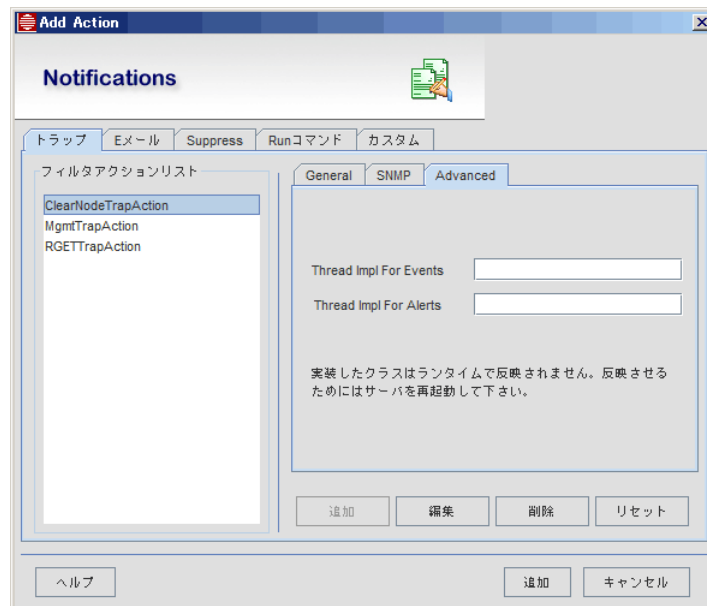 Add Action
Notifications
トラップ Eメール Suppress Runコマンド カスタム
フィルタアクションリスト
ClearNodeTrapAction
MgmtTrapAction
RGETTrapAction
General SNMP Advanced
Thread Impl For Events
Thread Impl For Alerts
実装したクラスはランタイムで反映されません。反映させる
ためにはサーバを再起動して下さい。
追加 編集 削除 リセット
ヘルプ 追加 キャンセル